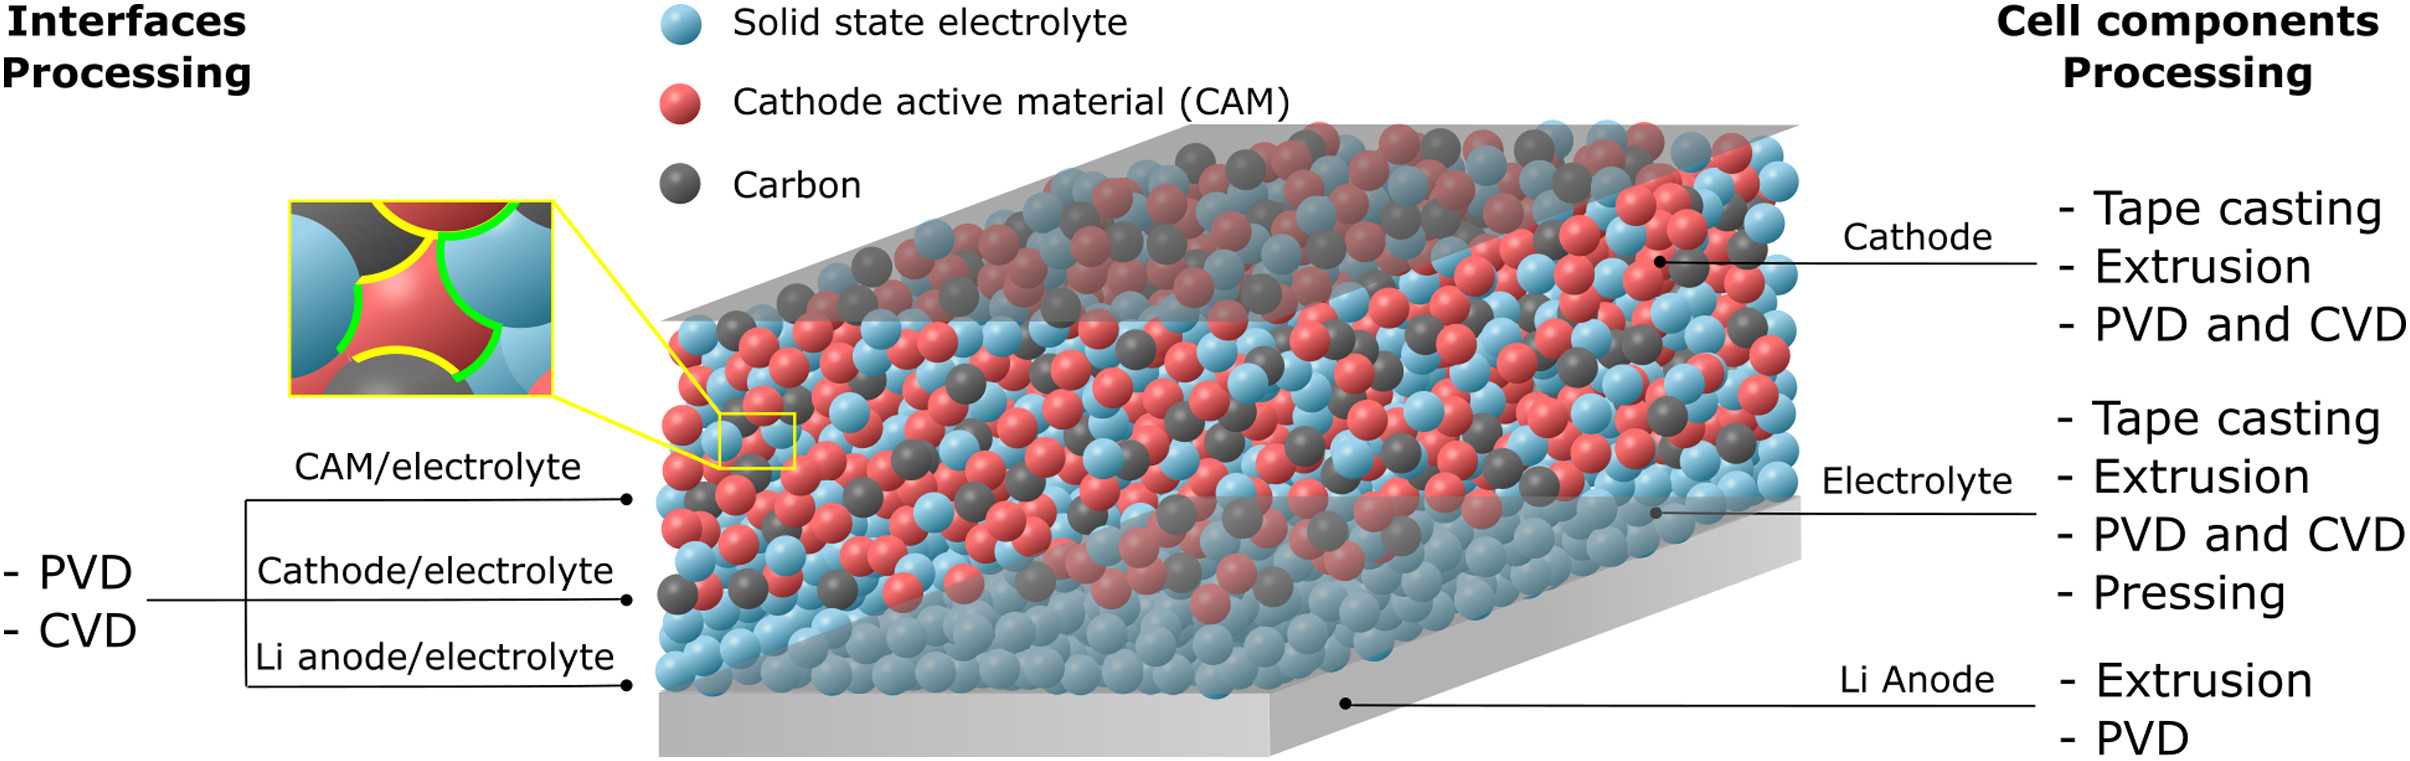 Interfaces
Processing
Solid state electrolyte
Cathode active material (CAM)
Carbon
CAM/electrolyte
Cathode/electrolyte
Li anode/electrolyte
- PVD
- CVD
Cell components
Processing
Cathode
- Tape casting
- Extrusion
- PVD and CVD
Electrolyte
- Tape casting
- Extrusion
- PVD and CVD
- Pressing
Li Anode
- Extrusion
- PVD